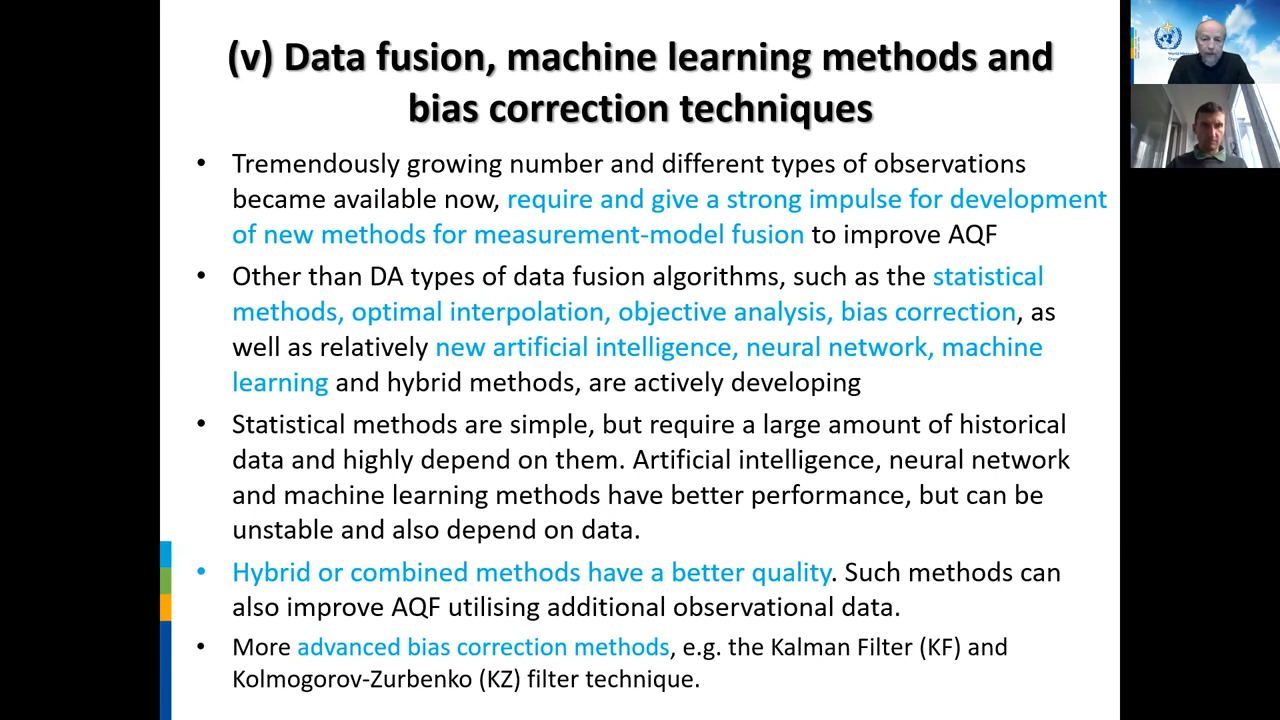 (v) Data fusion, machine learning methods and
bias correction techniques
• Tremendously growing number and different types of observations
became available now, require and give a strong impulse for development
of new methods for measurement-model fusion to improve AQF
• Other than DA types of data fusion algorithms, such as the statistical
methods, optimal interpolation, objective analysis, bias correction, as
well as relatively new artificial intelligence, neural network, machine
learning and hybrid methods, are actively developing
• Statistical methods are simple, but require a large amount of historical
data and highly depend on them. Artificial intelligence, neural network
and machine learning methods have better performance, but can be
unstable and also depend on data.
• Hybrid or combined methods have a better quality. Such methods can
also improve AQF utilising additional observational data.
• More advanced bias correction methods, e.g. the Kalman Filter (KF) and
Kolmogorov-Zurbenko (KZ) filter technique.